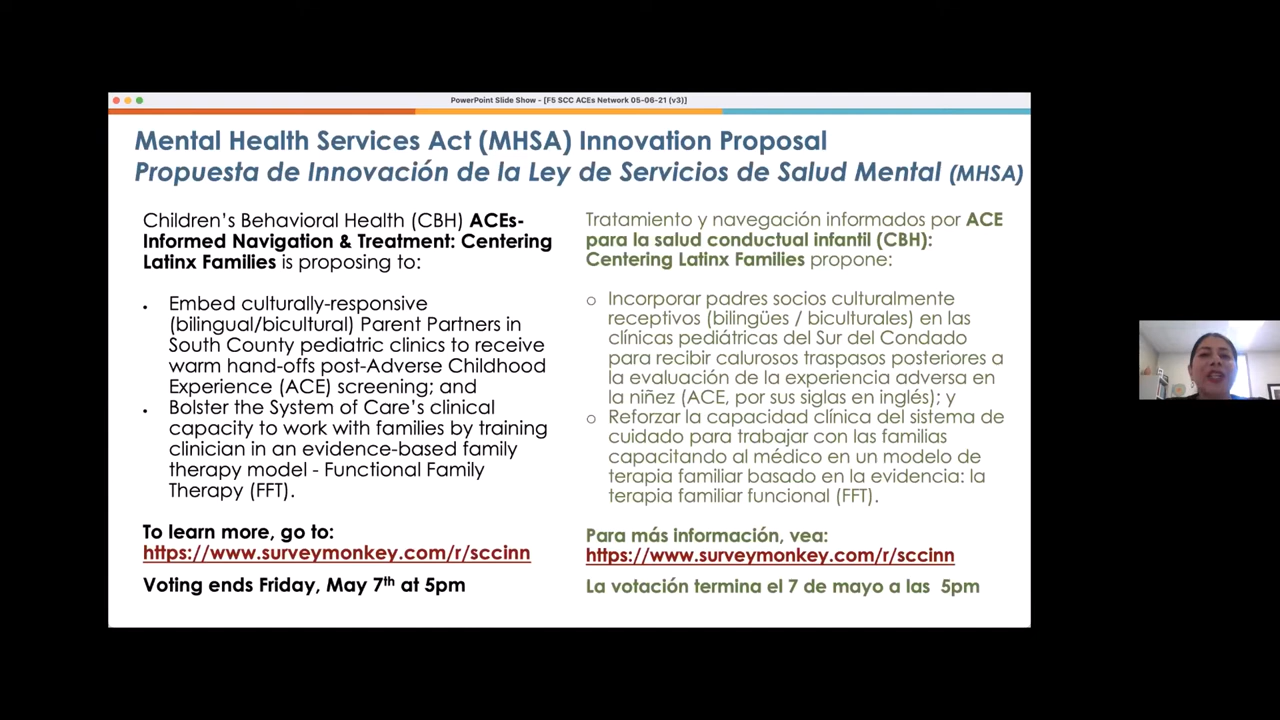 PowerPoint Slide Show - [F5 SCC ACEs Network 05-06-21 (v3)]
Mental Health Services Act (MHSA) Innovation Proposal
Propuesta de Innovación de la Ley de Servicios de Salud Mental (MHSA)
Children's Behavioral Health (CBH) ACEs-
Informed Navigation & Treatment: Centering
Latinx Families is proposing to:
• Embed culturally-responsive
(bilingual/bicultural) Parent Partners in
South County pediatric clinics to receive
warm hand-offs post-Adverse Childhood
Experience (ACE) screening; and
• Bolster the System of Care's clinical
capacity to work with families by training
clinician in an evidence-based family
therapy model - Functional Family
Therapy (FFT).
To learn more, go to:
https://www.surveymonkey.com/r/sccinn
Voting ends Friday, May 7th at 5pm
Tratamiento y navegación informados por ACE
para la salud conductual infantil (CBH):
Centering Latinx Families propone:
o Incorporar padres socios culturalmente
receptivos (bilingües / biculturales) en las
clínicas pediátricas del Sur del Condado
para recibir calurosos traspasos posteriores a
la evaluación de la experiencia adversa en
la niñez (ACE, por sus siglas en inglés); y
o Reforzar la capacidad clínica del sistema de
cuidado para trabajar con las familias
capacitando al médico en un modelo de
terapia familiar basado en la evidencia: la
terapia familiar funcional (FFT).
Para más información, vea:
https://www.surveymonkey.com/r/sccinn
La votación termina el 7 de mayo a las 5pm